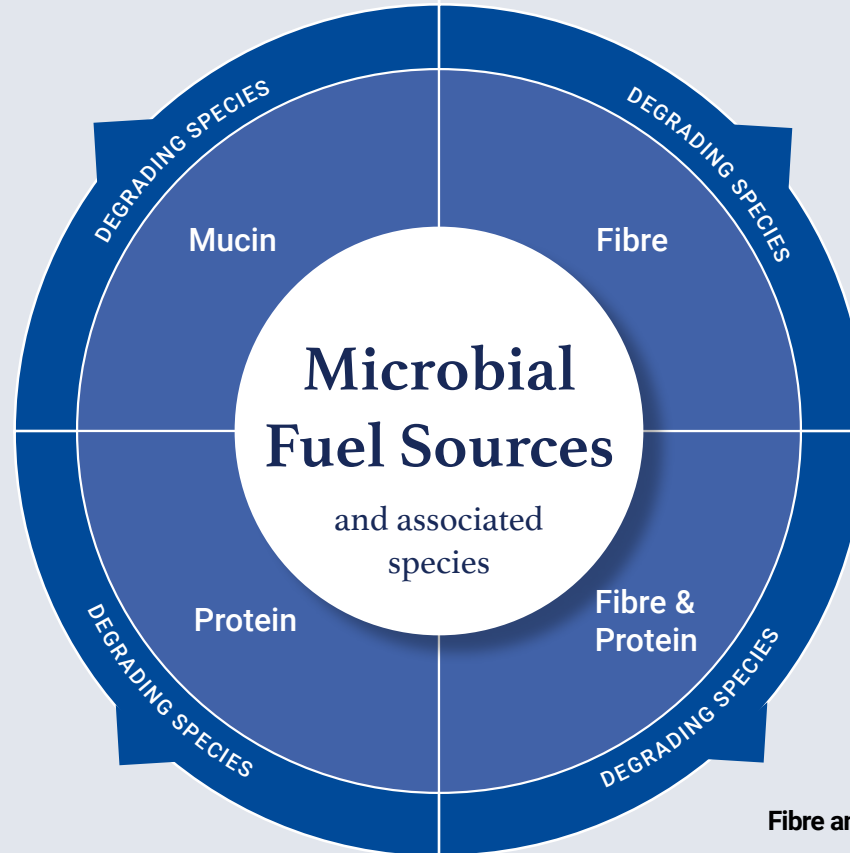 DEGRADING SPECIES
DEGRADING SPECIES
Mucin
Fibre
Microbial
Fuel Sources
and associated
species
Protein
Fibre &
Protein
DEGRADING SPECIES
DEGRADING SPECIES
Fibre